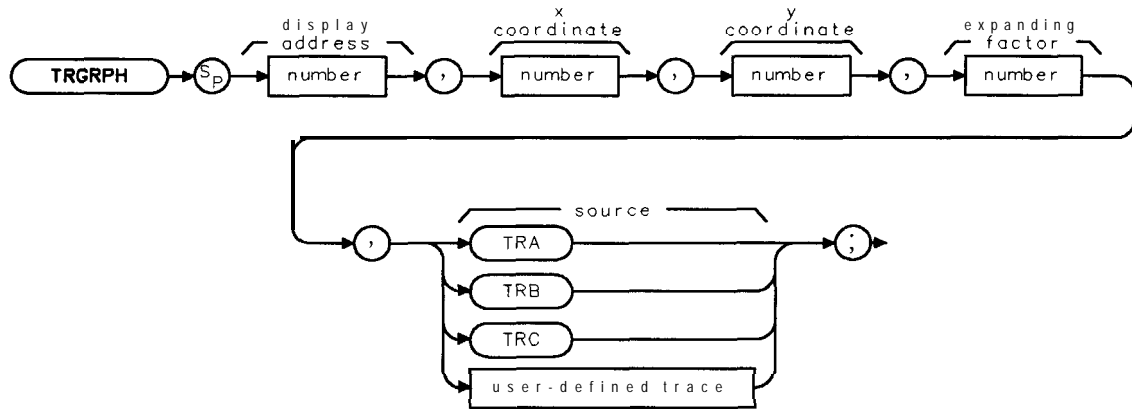 display address
x coordinate
y coordinate
expanding factor
TRGRPH
SP
number
,
number
,
number
,
number
source
,
TRA
;
TRB
TRC
user-defined trace